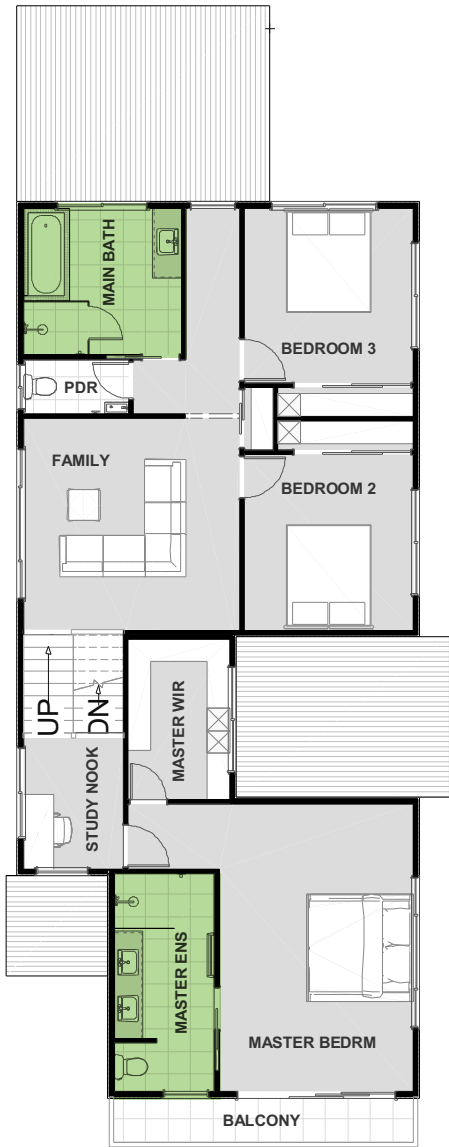 MAIN BATH
BEDROOM 3
PDR
FAMILY
BEDROOM 2
UP
DN
MASTER WIR
STUDY NOOK
MASTER ENS
MASTER BEDRM
BALCONY